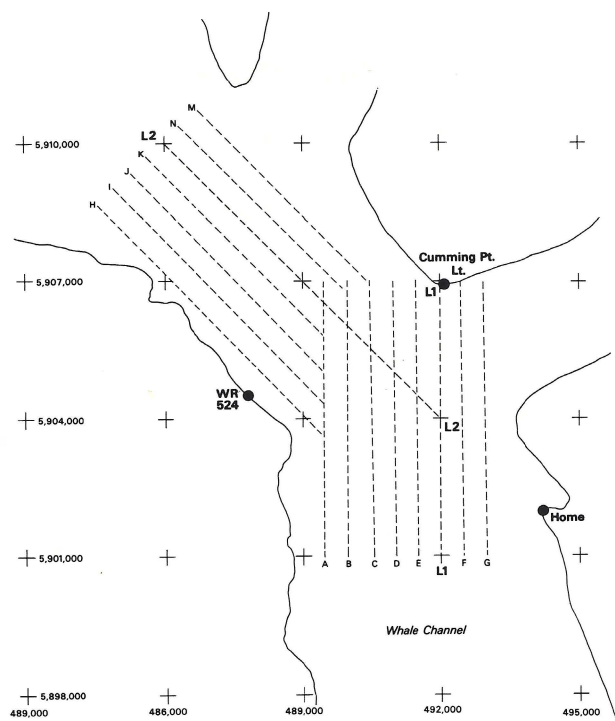 M
N
L2
5,910,000
K
J
I
H
Cumming Pt.
Lt.
5,907,000
L1
WR
524
5,904,000
L2
Home
5,901,000
A B C D E L1 F G
Whale Channel
5,898,000
489,000 486,000 489,000 492,000 495,000